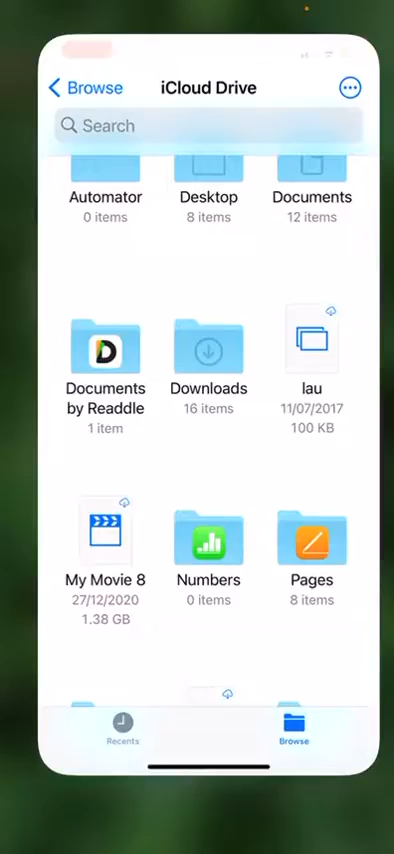 Browse
iCloud Drive
Search
Automator Desktop Documents
0 items 8 items 12 items
D
Documents
by Readdle
1 item
Downloads
16 items
lau
11/07/2017
100 KB
My Movie 8
27/12/2020
1.38 GB
Numbers
0 items
Pages
8 items
Recents
Browse